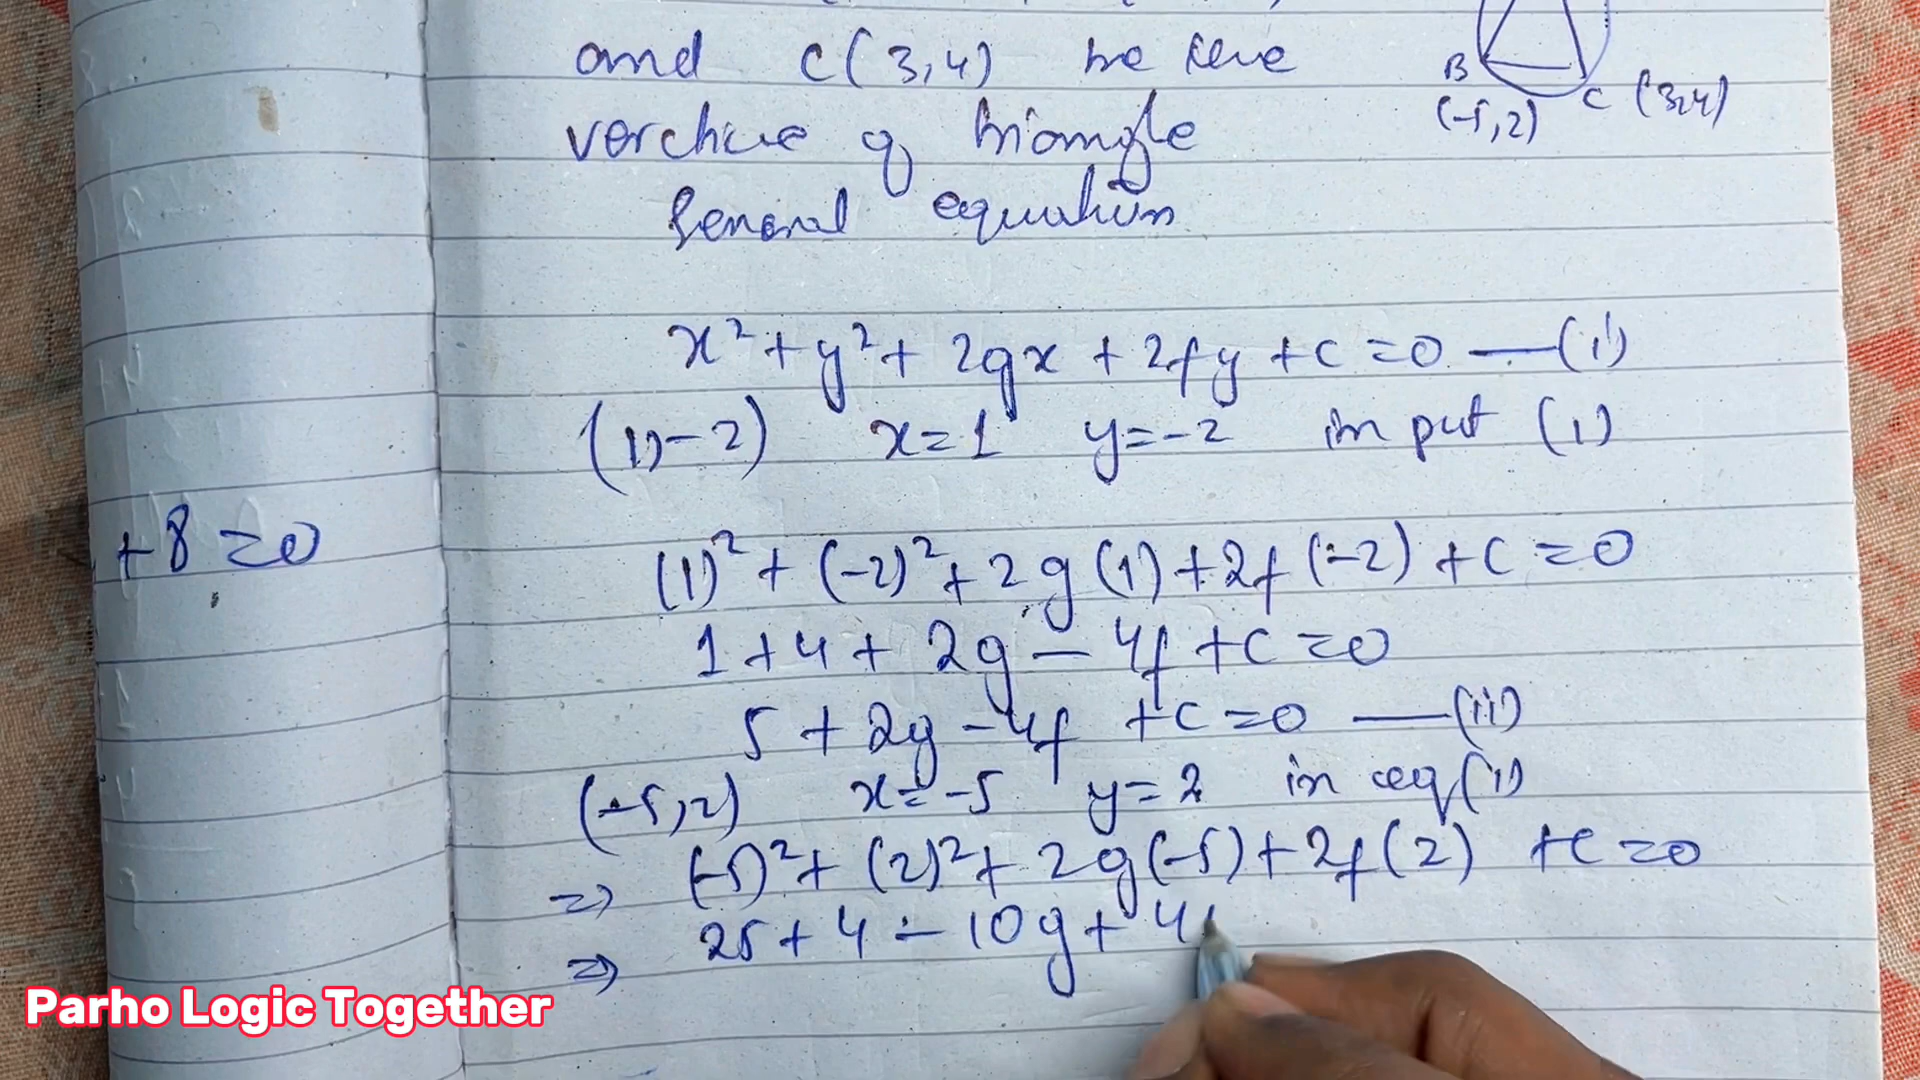 and C(3,4) be the
vertices of triangle
B
(-5,2)
C (3,4)
General equation
x²+y²+ 2gx + 2fy +c =0 —(i)
(1,-2) x=1 y=-2 in put (1)
+8=0
(1)²+ (-2)²+2g(1)+2f(-2) +c=0
1+4+ 2g-4f+c=0
5+2g-4f +c=0 —(ii)
(-5,2) x=-5 y=2 in eq(1)
=> (-5)²+ (2)²+ 2g(-5)+2f(2) +c=0
=> 25+4-10g+4
Parho Logic Together